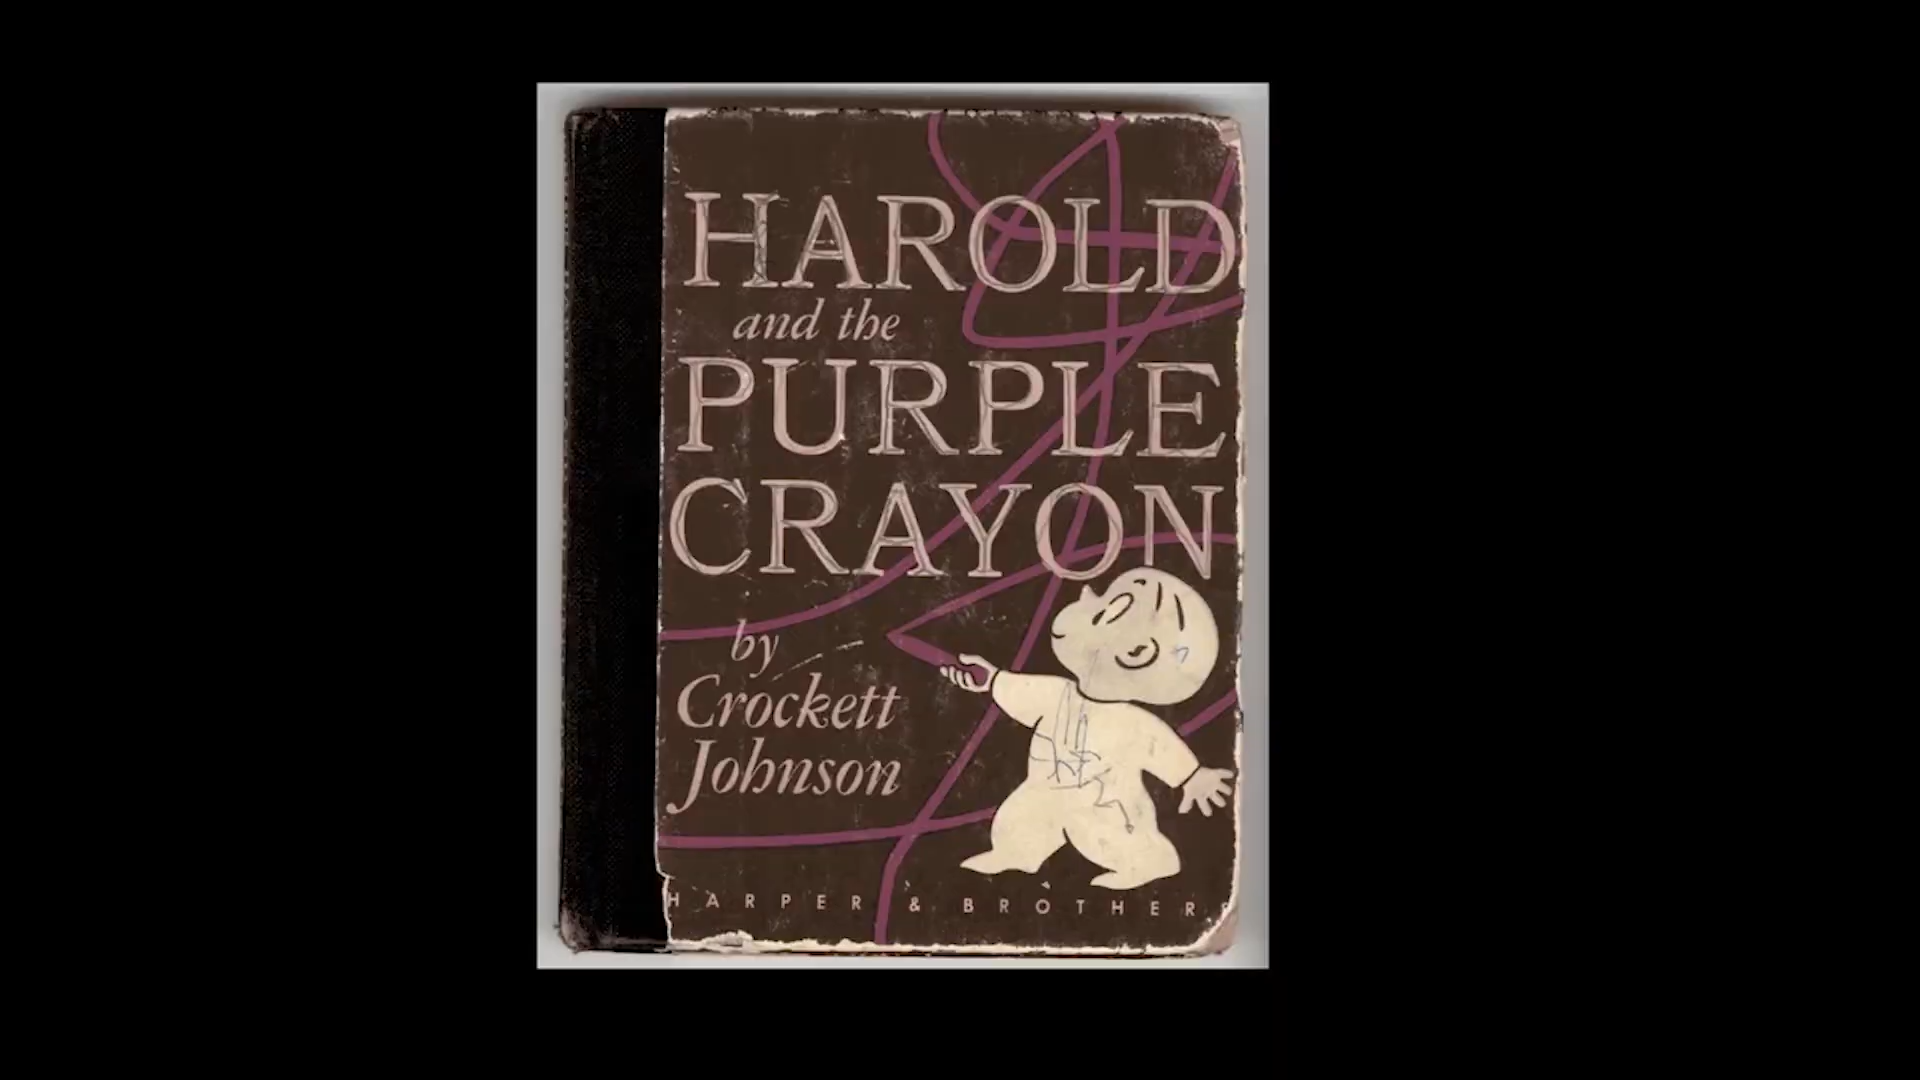 HAROLD
and the
PURPLE
CRAYON
by
Crockett
Johnson
HARPER & BROTHERS